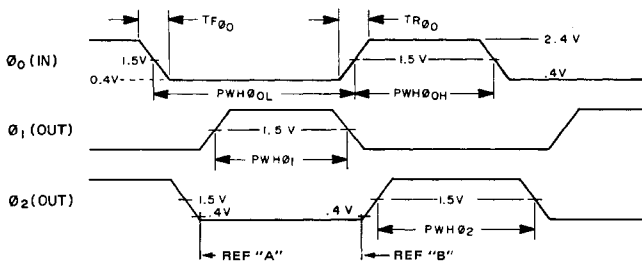 TFø0 TRø0
ø0 (IN) 1.5V 1.5 V 2.4 V
0.4V .4V
PWHø0L PWHø0H
ø1 (OUT) 1.5 V
PWHø1
ø2 (OUT) 1.5 V 1.5V
.4V .4 V
PWHø2
REF "A" REF "B"